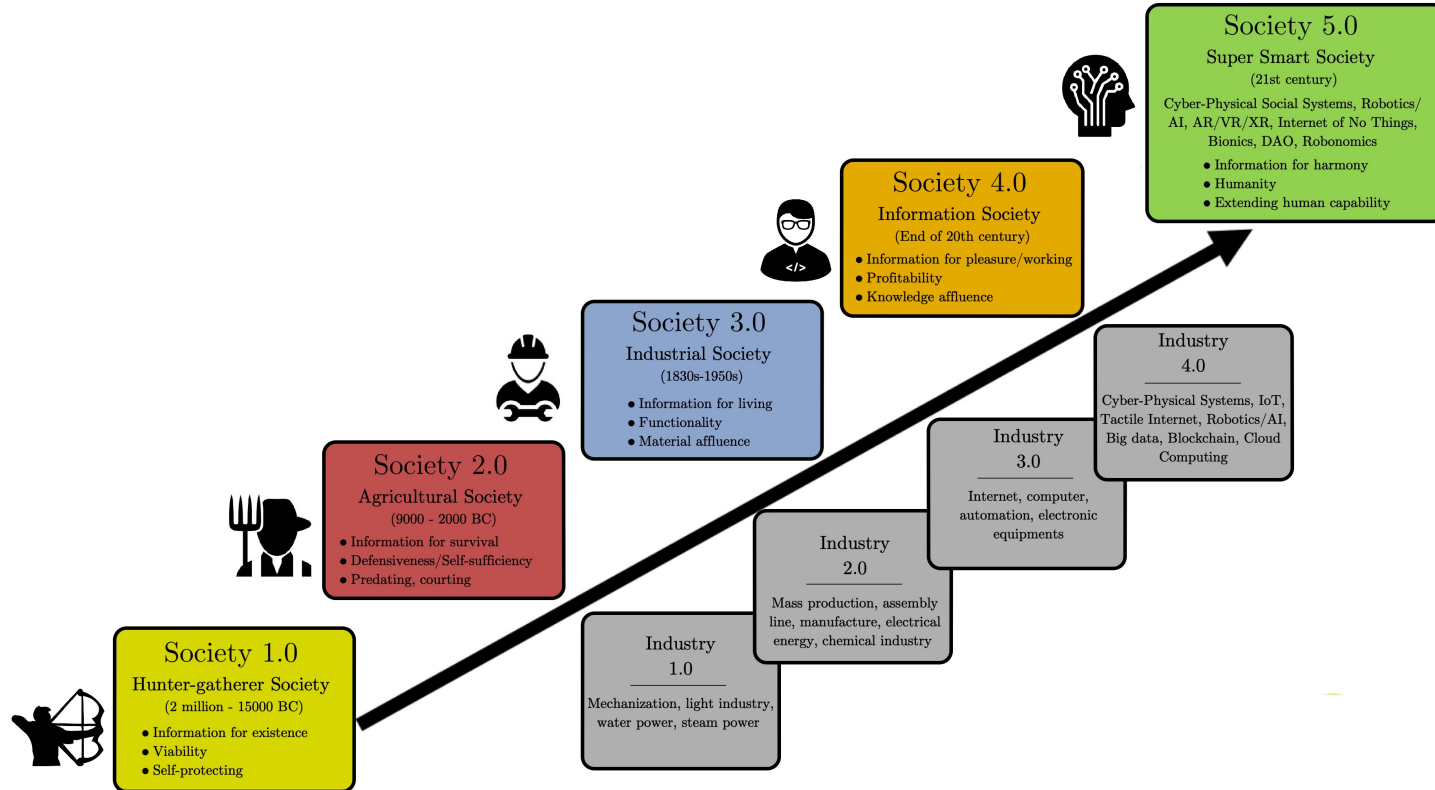 Society 5.0
Super Smart Society
(21st century)
Cyber-Physical Social Systems, Robotics/
AI, AR/VR/XR, Internet of No Things,
Bionics, DAO, Robonomics
● Information for harmony
● Humanity
● Extending human capability
Society 4.0
Information Society
(End of 20th century)
● Information for pleasure/working
● Profitability
● Knowledge affluence
</>
Society 3.0
Industrial Society
(1830s-1950s)
● Information for living
● Functionality
● Material affluence
Society 2.0
Agricultural Society
(9000 - 2000 BC)
● Information for survival
● Defensiveness/Self-sufficiency
● Predating, courting
Society 1.0
Hunter-gatherer Society
(2 million - 15000 BC)
● Information for existence
● Viability
● Self-protecting
Industry
1.0
Mechanization, light industry,
water power, steam power
Industry
2.0
Mass production, assembly
line, manufacture, electrical
energy, chemical industry
Industry
3.0
Internet, computer,
automation, electronic
equipments
Industry
4.0
Cyber-Physical Systems, IoT,
Tactile Internet, Robotics/AI,
Big data, Blockchain, Cloud
Computing